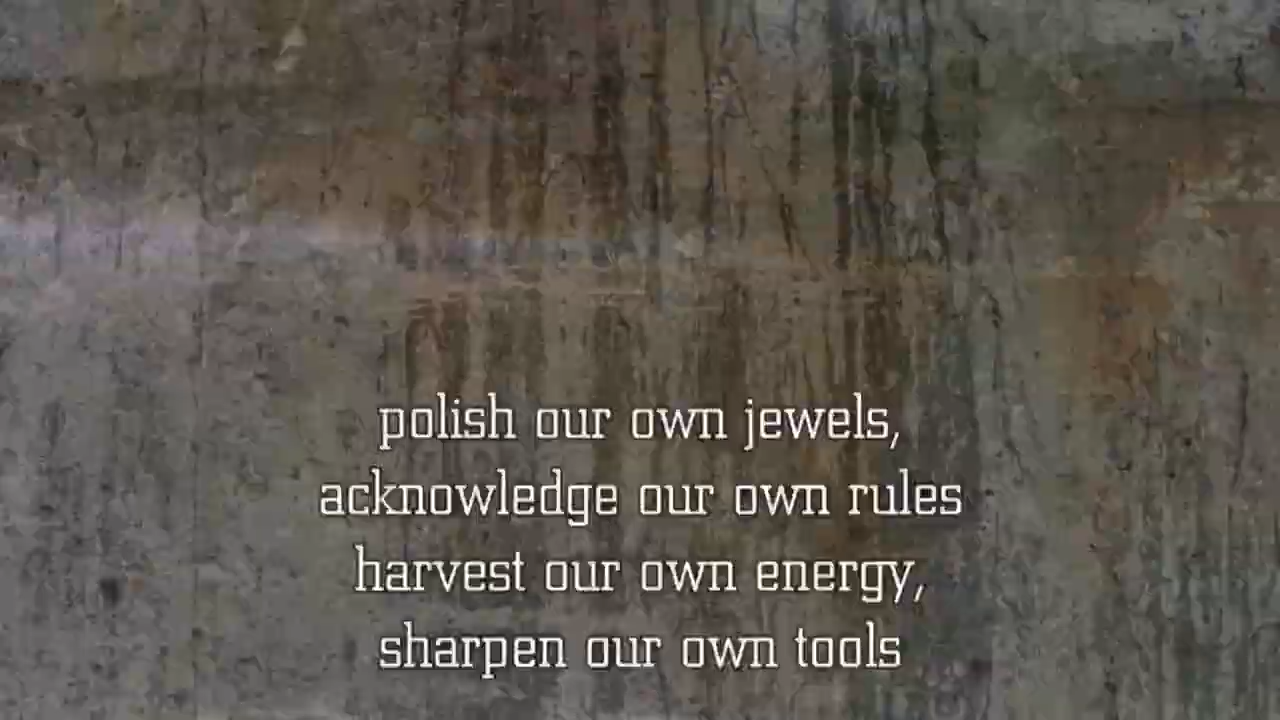 polish our own jewels,
acknowledge our own rules
harvest our own energy,
sharpen our own tools